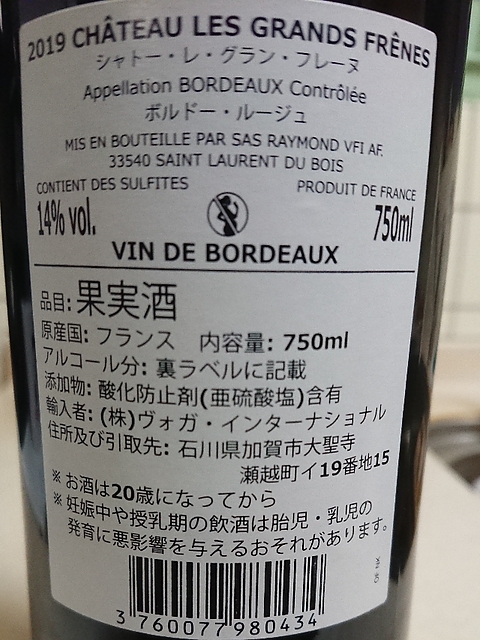 2019 CHÂTEAU LES GRANDS FRÊNES
シャトー・レ・グラン・フレーヌ
Appellation BORDEAUX Contrôlée
ボルドー・ルージュ
MIS EN BOUTEILLE PAR SAS RAYMOND VFI AF.
33540 SAINT LAURENT DU BOIS
CONTIENT DES SULFITES PRODUIT DE FRANCE
14% vol. 750ml
VIN DE BORDEAUX
品目: 果実酒
原産国: フランス 内容量: 750ml
アルコール分: 裏ラベルに記載
添加物: 酸化防止剤(亜硫酸塩)含有
輸入者: (株)ヴォガ・インターナショナル
住所及び引取先: 石川県加賀市大聖寺
瀬越町イ19番地15
※お酒は20歳になってから
※妊娠中や授乳期の飲酒は胎児・乳児の
発育に悪影響を与えるおそれがあります。
3 760077 980434